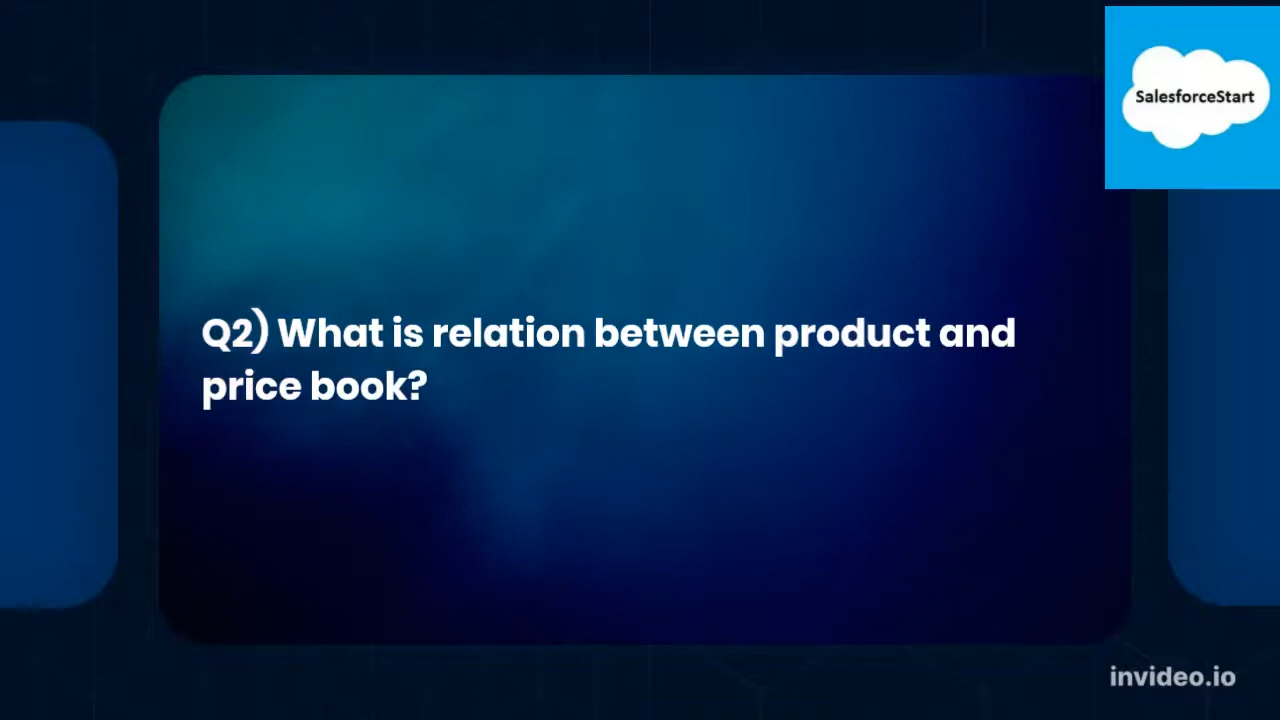 SalesforceStart
Q2) What is relation between product and
price book?
invideo.io